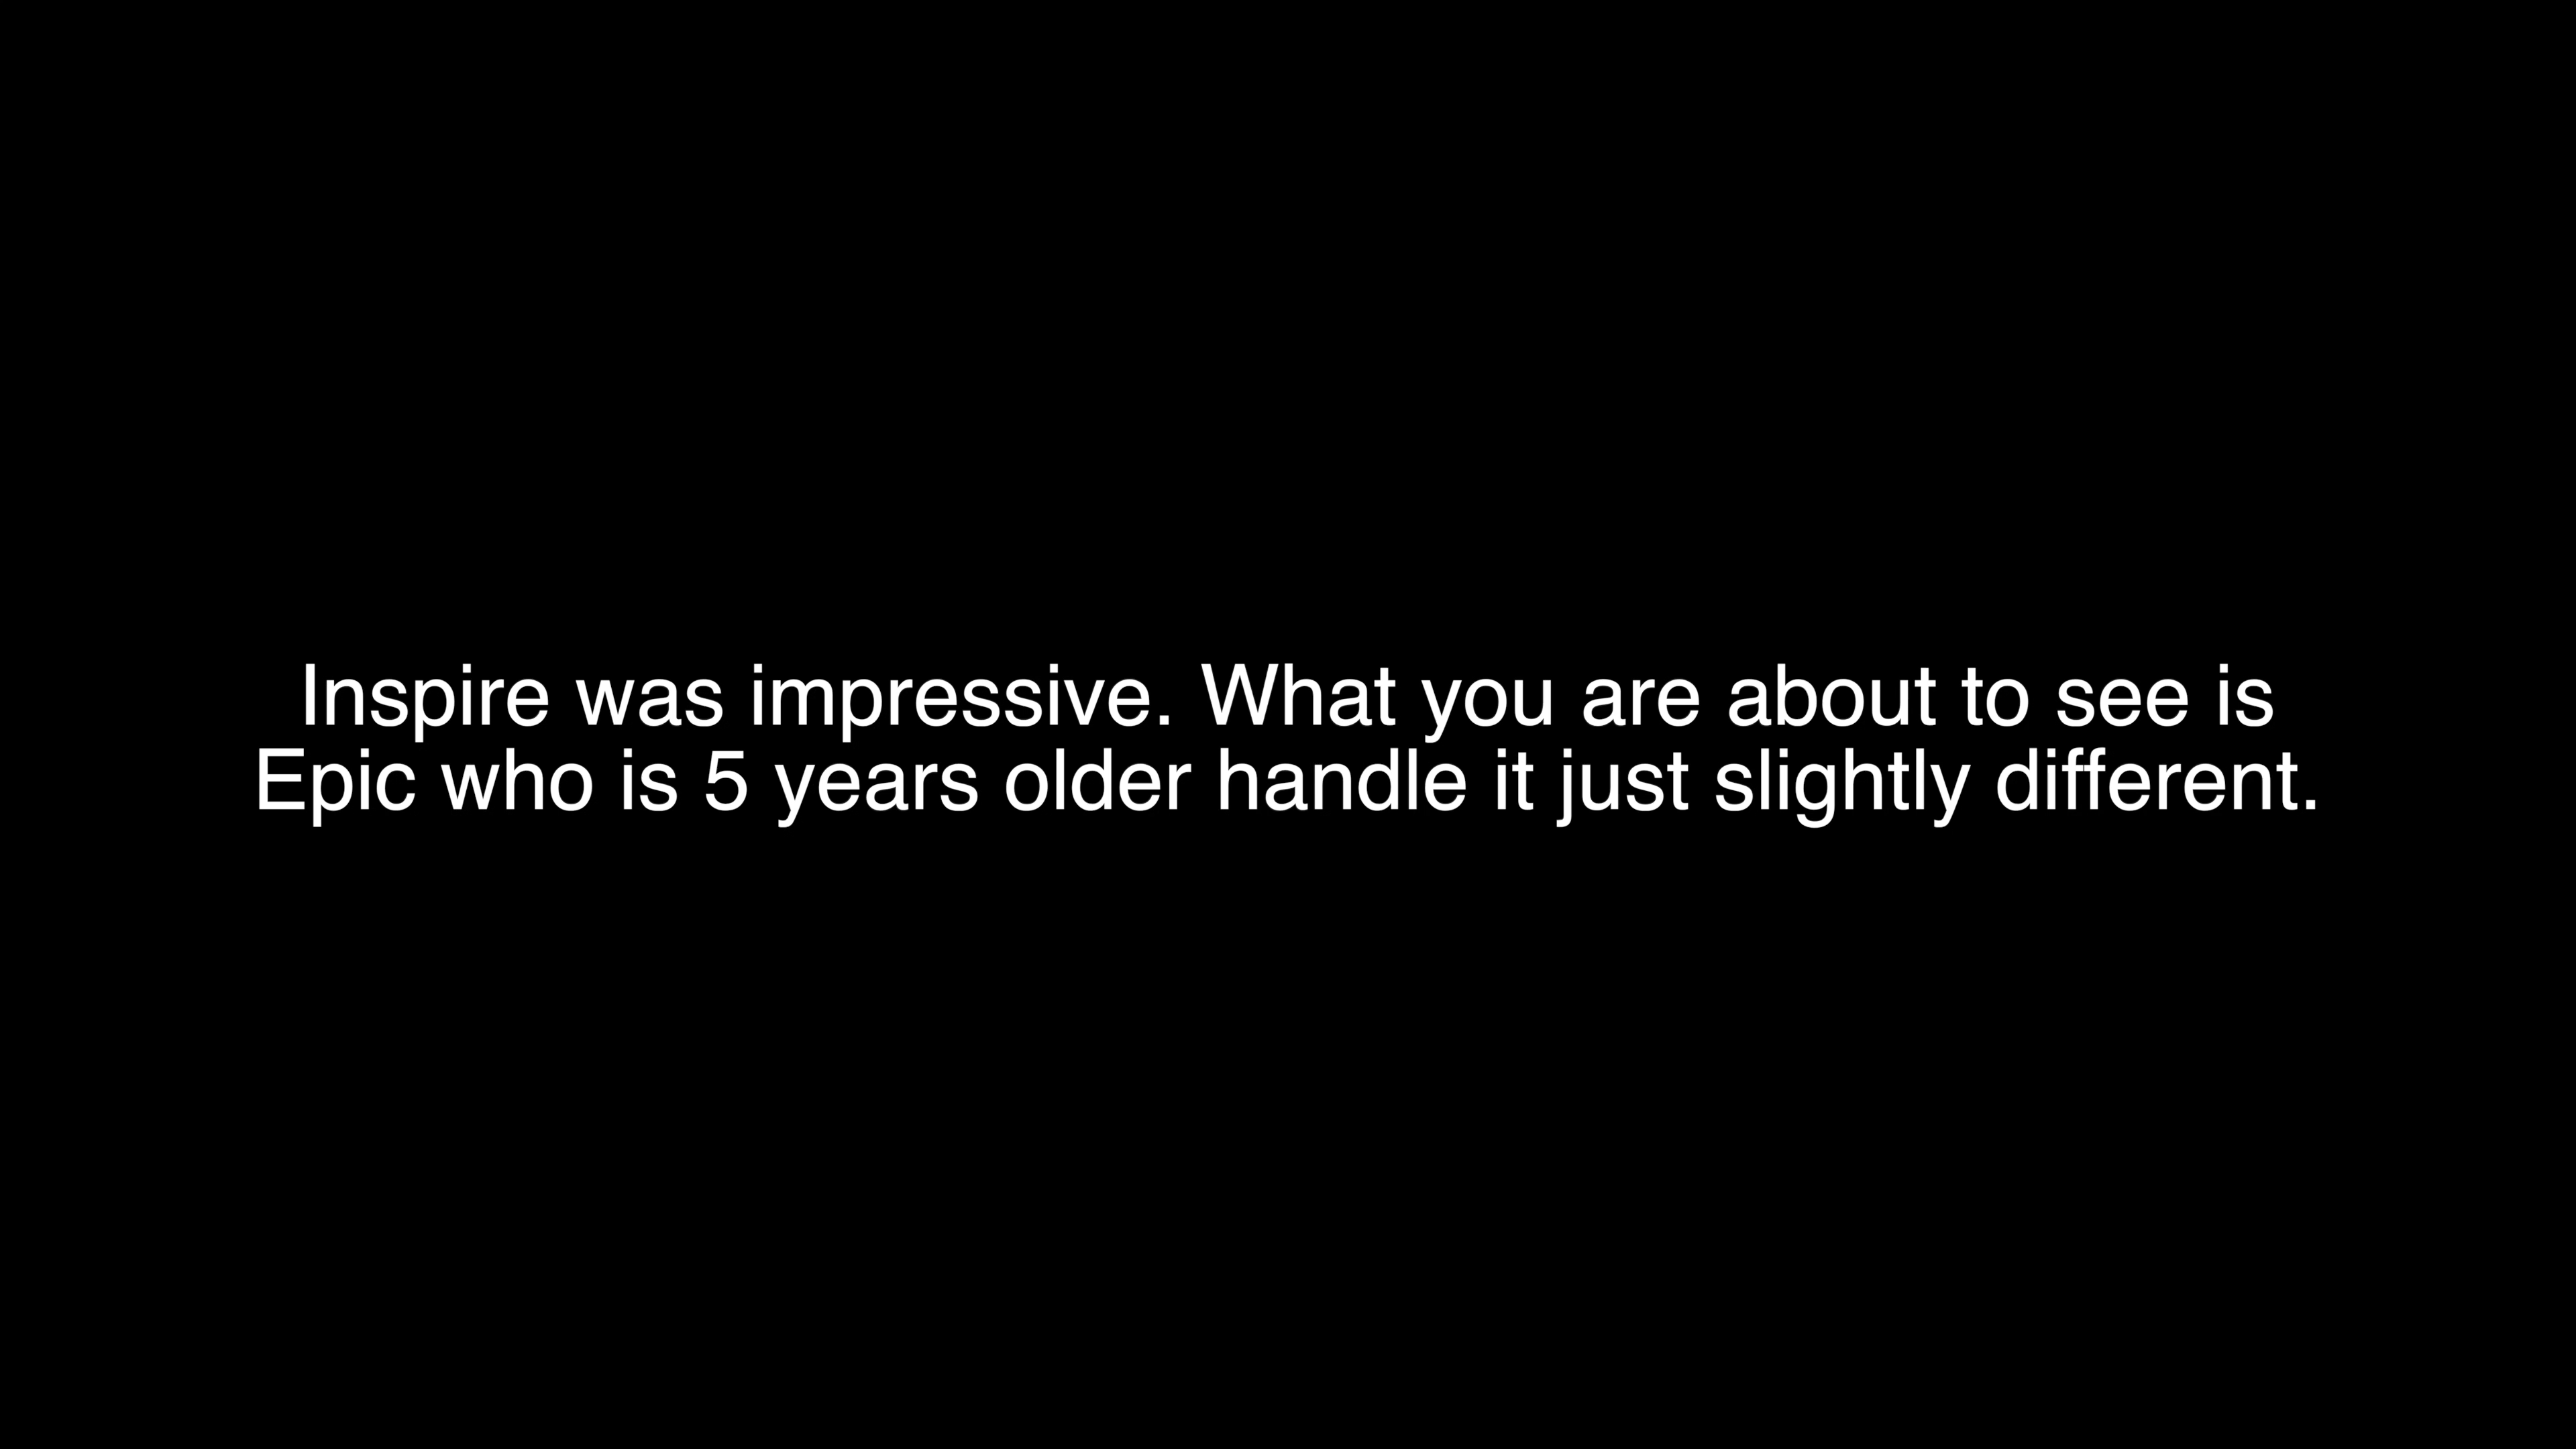 Inspire was impressive. What you are about to see is
Epic who is 5 years older handle it just slightly different.